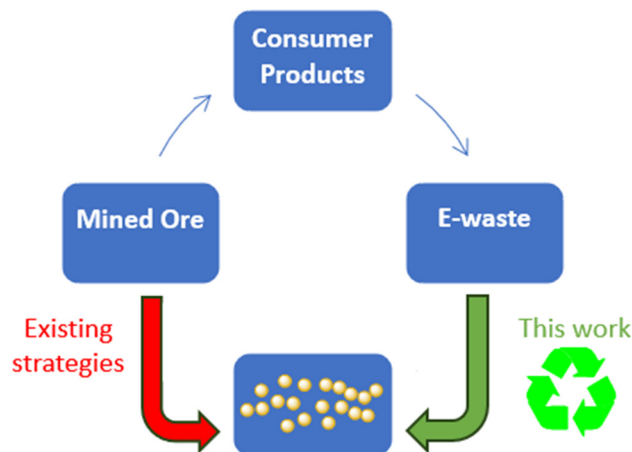 Consumer
Products
Mined Ore
E-waste
Existing
strategies
This work